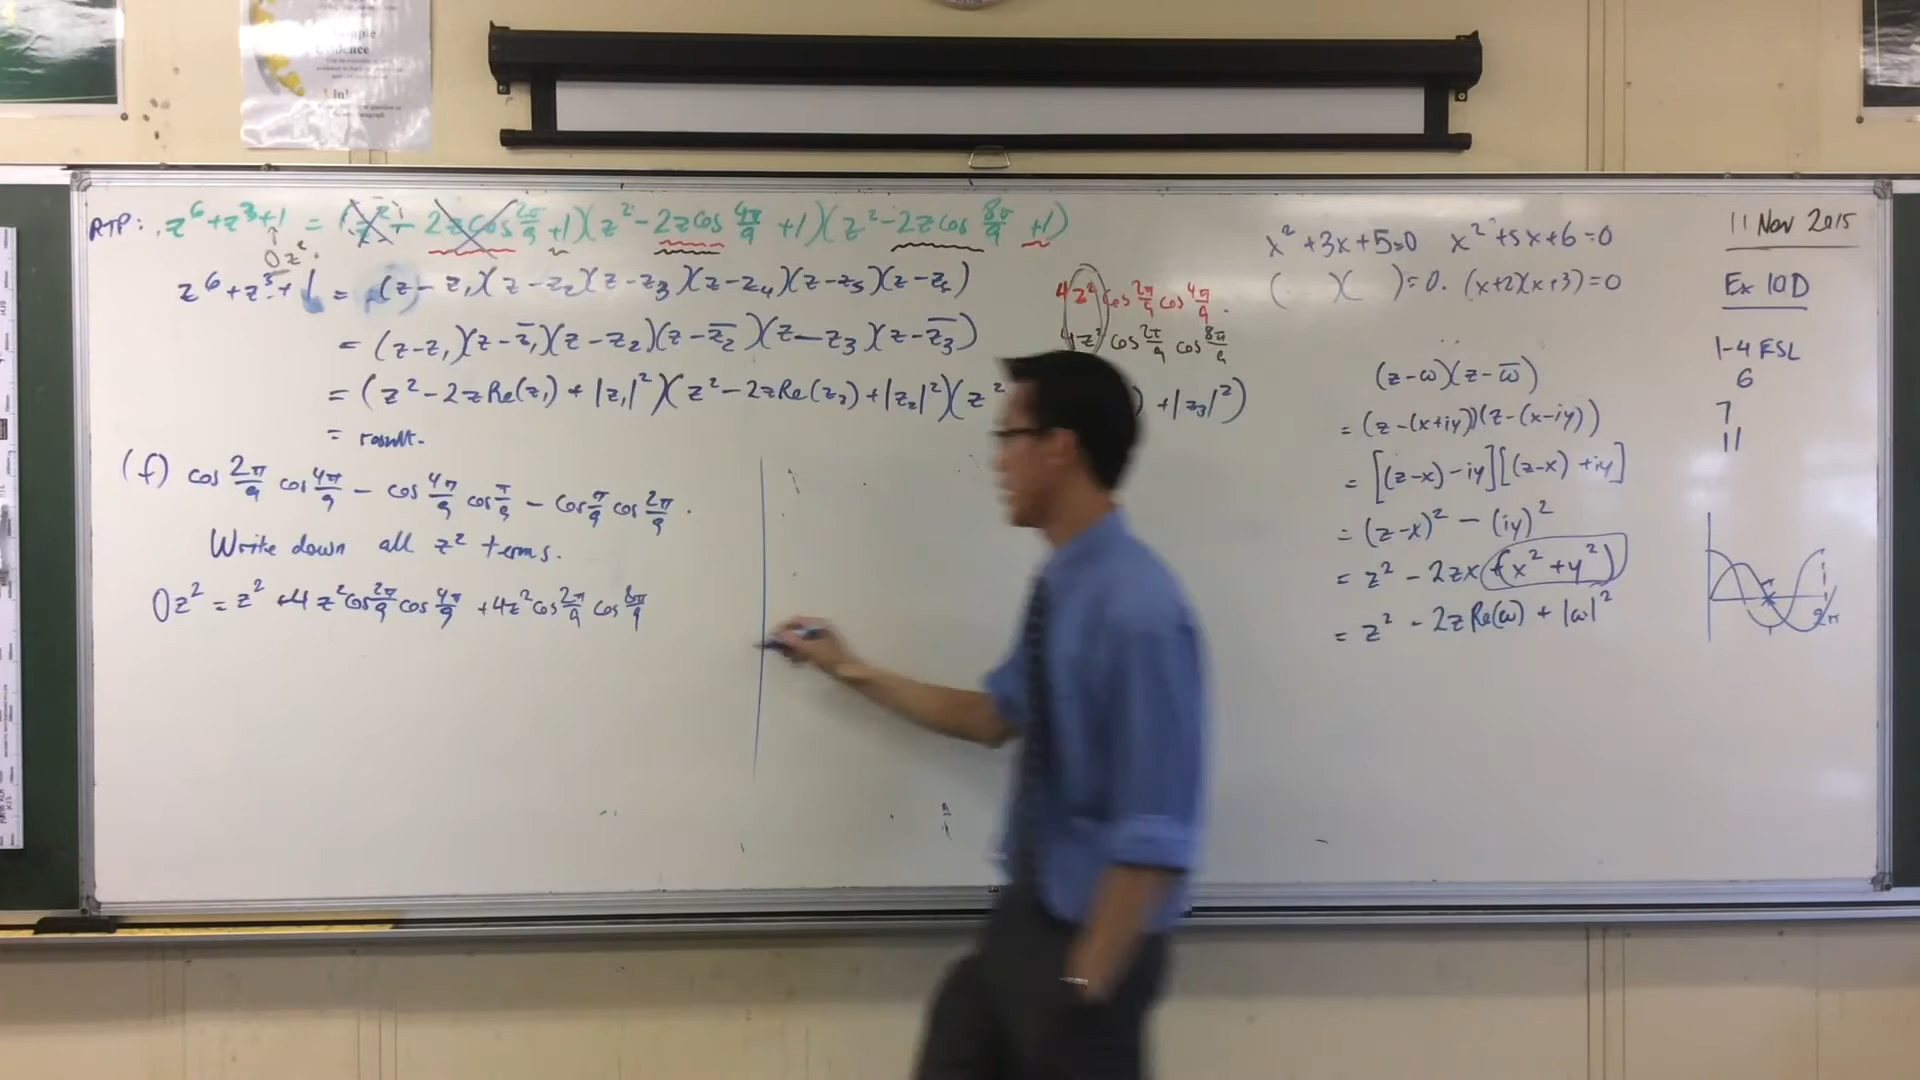 RTP: z⁶+z³+1 = (z² - 2z cos 2π/9 +1)(z² - 2z cos 4π/9 +1)(z² - 2z cos 8π/9 +1)
0z²
z⁶+z³+1 = (z - z₁)(z - z₂)(z - z₃)(z - z₄)(z - z₅)(z - z₆)
= (z - z₁)(z - z̄₁)(z - z₂)(z - z̄₂)(z - z₃)(z - z̄₃)
= (z² - 2z Re(z₁) + |z₁|²)(z² - 2z Re(z₂) + |z₂|²)(z² ) + |z₃|²)
= result.
(f) cos 2π/9 cos 4π/9 - cos 4π/9 cos π/9 - cos π/9 cos 2π/9.
Write down all z² terms.
0z² = z² + 4z² cos 2π/9 cos 4π/9 + 4z² cos 2π/9 cos 8π/9
4z² cos 2π/9 cos 4π/9.
4z² cos 2π/9 cos 8π/9
x² + 3x + 5 = 0 x² + 5x + 6 = 0
( )( ) = 0. (x+2)(x+3) = 0
(z - ω)(z - ω̄)
= (z - (x+iy))(z - (x-iy))
= [(z-x) - iy][(z-x) + iy]
= (z-x)² - (iy)²
= z² - 2zx + (x² + y²)
= z² - 2z Re(ω) + |ω|²
2π
11 Nov 2015
Ex 10D
1-4 ESL
6
7
11